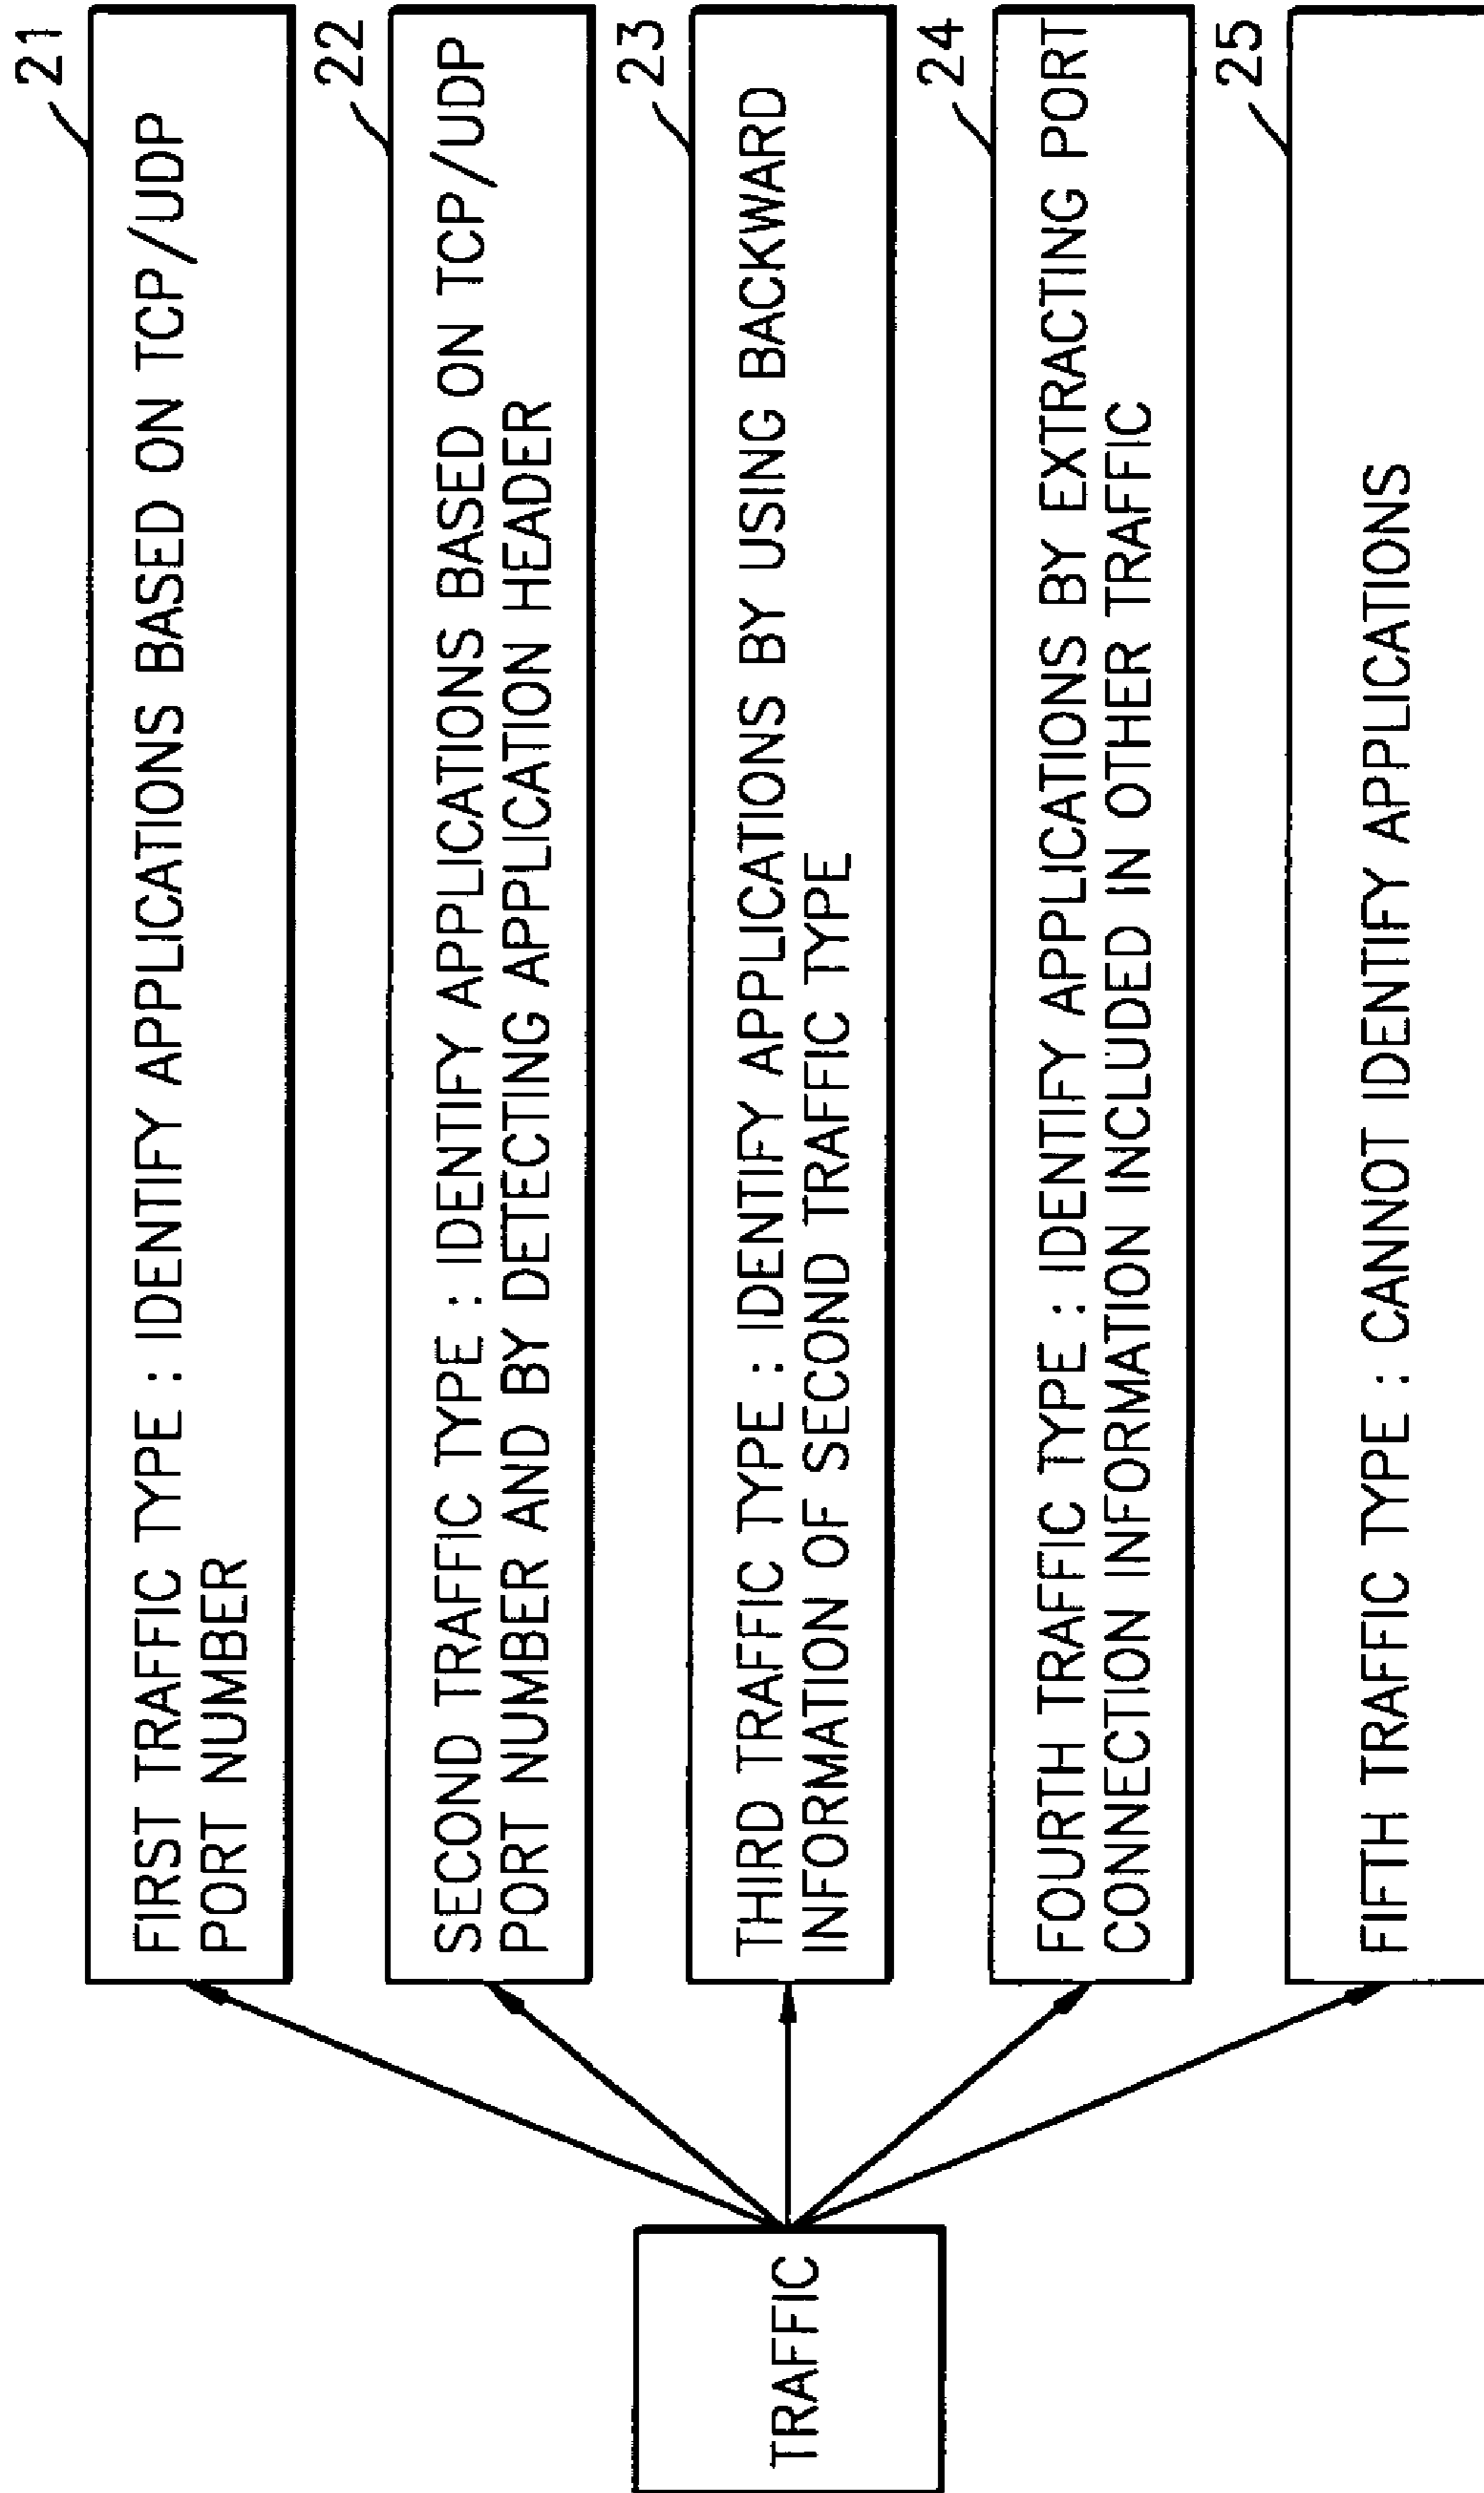 21
FIRST TRAFFIC TYPE : IDENTIFY APPLICATIONS BASED ON TCP/UDP
PORT NUMBER
22
SECOND TRAFFIC TYPE : IDENTIFY APPLICATIONS BASED ON TCP/UDP
PORT NUMBER AND BY DETECTING APPLICATION HEADER
23
THIRD TRAFFIC TYPE : IDENTIFY APPLICATIONS BY USING BACKWARD
INFORMATION OF SECOND TRAFFIC TYPE
TRAFFIC
24
FOURTH TRAFFIC TYPE : IDENTIFY APPLICATIONS BY EXTRACTING PORT
CONNECTION INFORMATION INCLUDED IN OTHER TRAFFIC
25
FIFTH TRAFFIC TYPE : CANNOT IDENTIFY APPLICATIONS